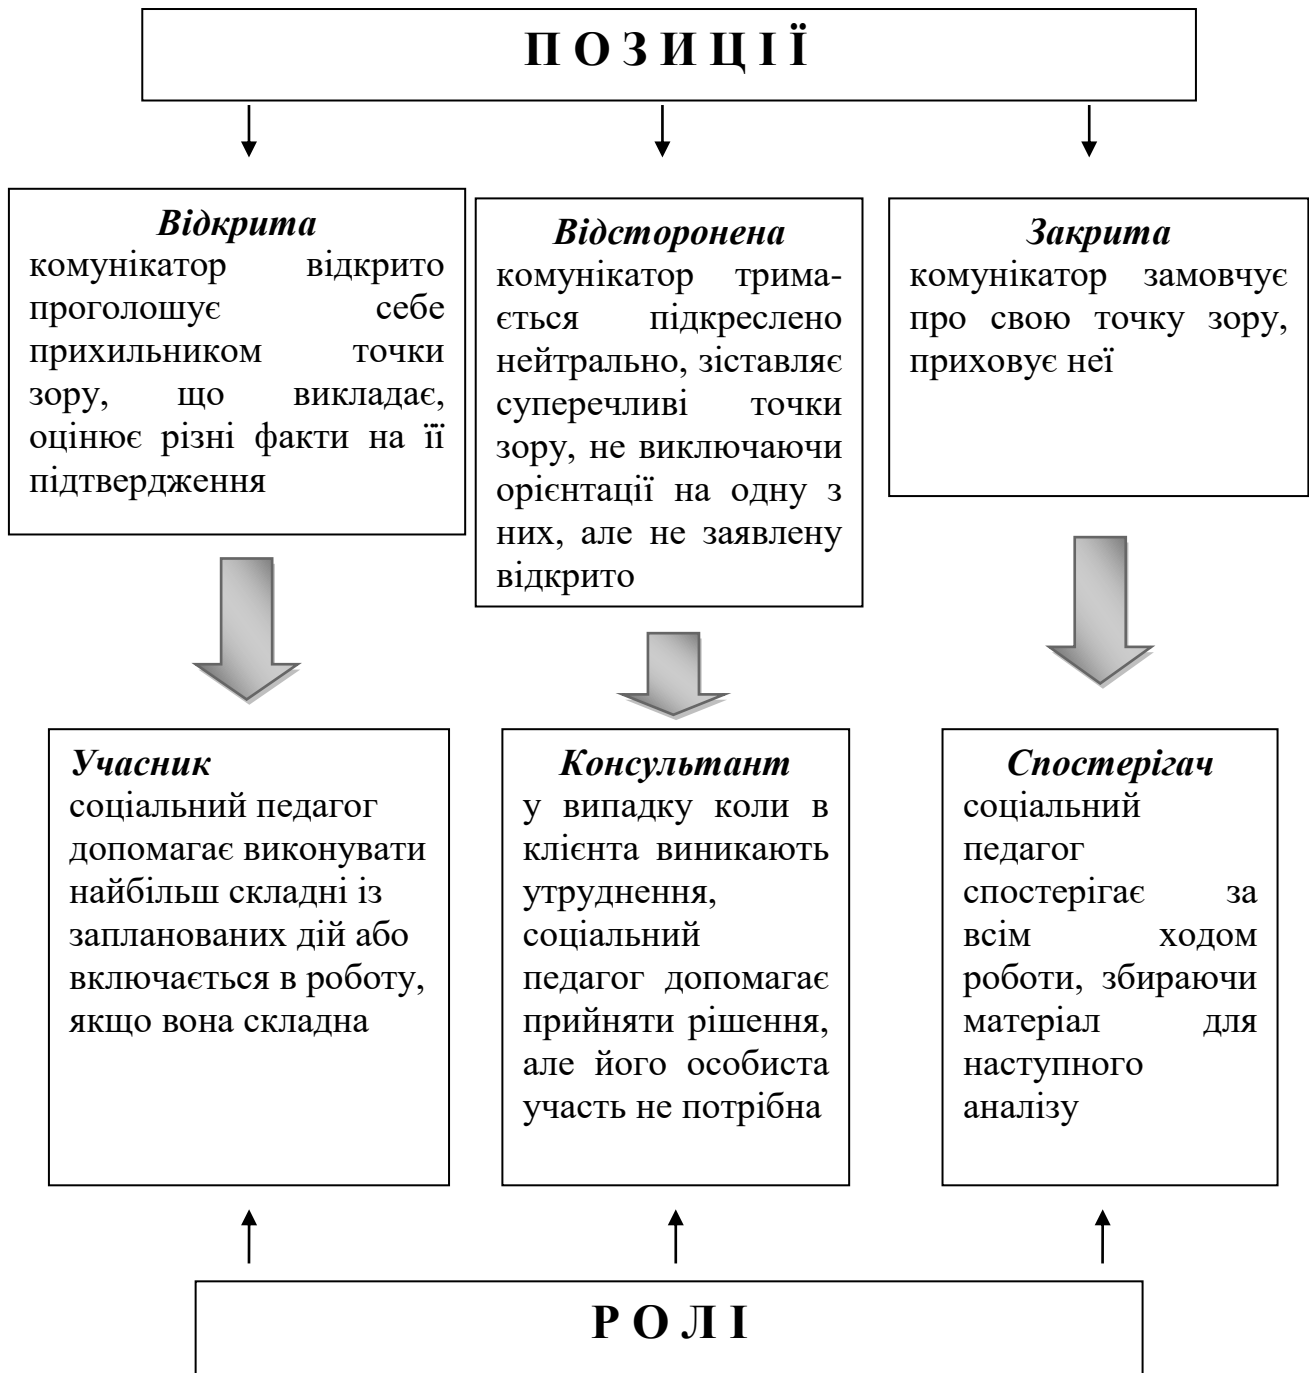 П О З И Ц І Ї
Відкрита
комунікатор відкрито
проголошує себе
прихильником точки
зору, що викладає,
оцінює різні факти на її
підтвердження
Відсторонена
комунікатор трима-
ється підкреслено
нейтрально, зіставляє
суперечливі точки
зору, не виключаючи
орієнтації на одну з
них, але не заявлену
відкрито
Закрита
комунікатор замовчує
про свою точку зору,
приховує неї
Учасник
соціальний педагог
допомагає виконувати
найбільш складні із
запланованих дій або
включається в роботу,
якщо вона складна
Консультант
у випадку коли в
клієнта виникають
утруднення,
соціальний
педагог допомагає
прийняти рішення,
але його особиста
участь не потрібна
Спостерігач
соціальний
педагог
спостерігає за
всім ходом
роботи, збираючи
матеріал для
наступного
аналізу
Р О Л І